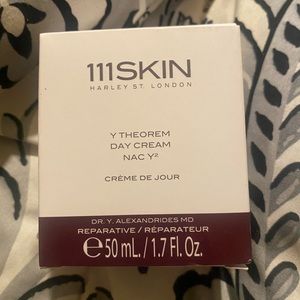 111SKIN
HARLEY ST. LONDON
Y THEOREM
DAY CREAM
NAC Y²
CRÈME DE JOUR
DR. Y. ALEXANDRIDES MD
REPARATIVE / RÉPARATEUR
℮ 50 mL. / 1.7 Fl. Oz.